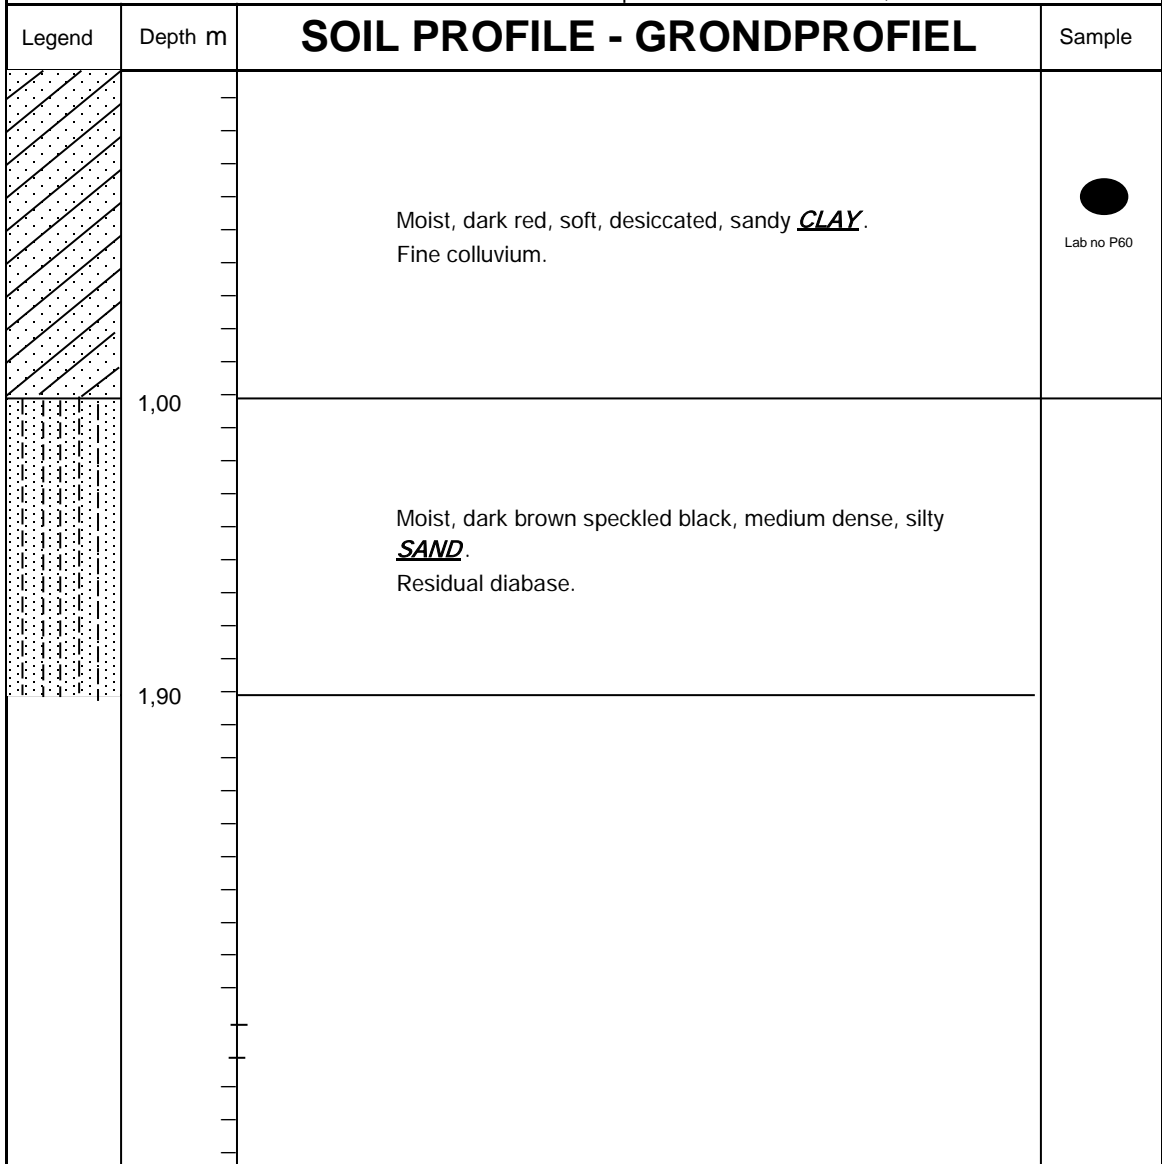 Legend Depth m SOIL PROFILE - GRONDPROFIEL Sample
Moist, dark red, soft, desiccated, sandy CLAY.
Fine colluvium.
Lab no P60
1,00
Moist, dark brown speckled black, medium dense, silty
SAND.
Residual diabase.
1,90